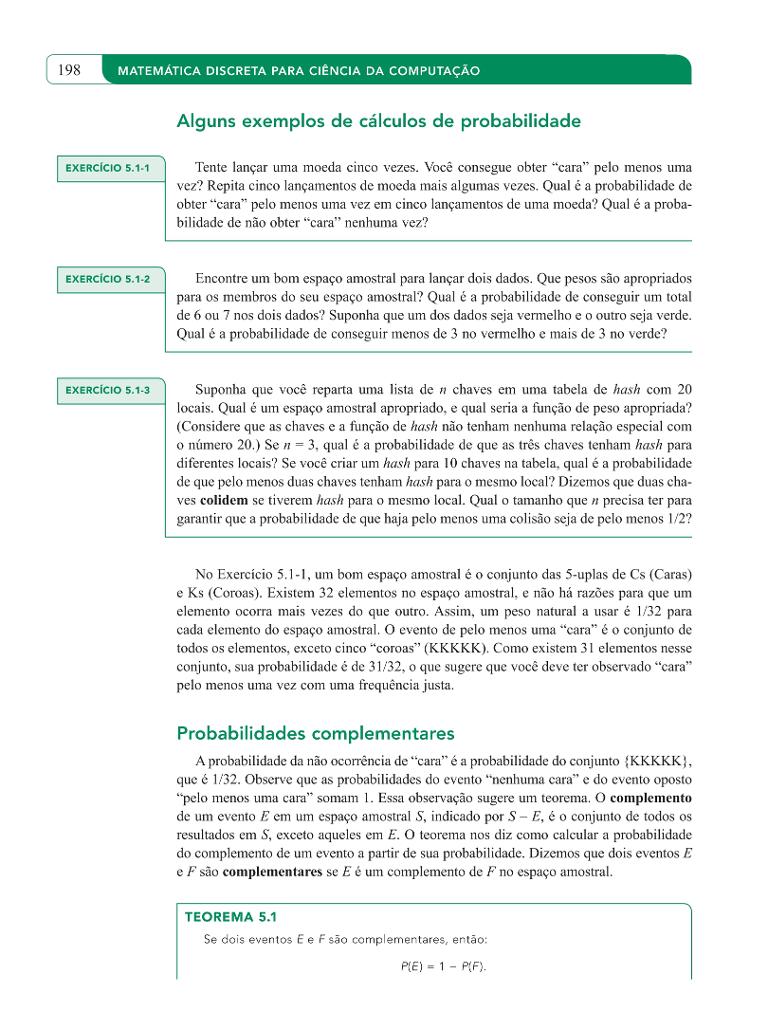 198
MATEMÁTICA DISCRETA PARA CIÊNCIA DA COMPUTAÇÃO
Alguns exemplos de cálculos de probabilidade
EXERCÍCIO 5.1-1
Tente lançar uma moeda cinco vezes. Você consegue obter “cara” pelo menos uma
vez? Repita cinco lançamentos de moeda mais algumas vezes. Qual é a probabilidade de
obter “cara” pelo menos uma vez em cinco lançamentos de uma moeda? Qual é a proba-
bilidade de não obter “cara” nenhuma vez?
EXERCÍCIO 5.1-2
Encontre um bom espaço amostral para lançar dois dados. Que pesos são apropriados
para os membros do seu espaço amostral? Qual é a probabilidade de conseguir um total
de 6 ou 7 nos dois dados? Suponha que um dos dados seja vermelho e o outro seja verde.
Qual é a probabilidade de conseguir menos de 3 no vermelho e mais de 3 no verde?
EXERCÍCIO 5.1-3
Suponha que você reparta uma lista de n chaves em uma tabela de hash com 20
locais. Qual é um espaço amostral apropriado, e qual seria a função de peso apropriada?
(Considere que as chaves e a função de hash não tenham nenhuma relação especial com
o número 20.) Se n = 3, qual é a probabilidade de que as três chaves tenham hash para
diferentes locais? Se você criar um hash para 10 chaves na tabela, qual é a probabilidade
de que pelo menos duas chaves tenham hash para o mesmo local? Dizemos que duas cha-
ves colidem se tiverem hash para o mesmo local. Qual o tamanho que n precisa ter para
garantir que a probabilidade de que haja pelo menos uma colisão seja de pelo menos 1/2?
No Exercício 5.1-1, um bom espaço amostral é o conjunto das 5-uplas de Cs (Caras)
e Ks (Coroas). Existem 32 elementos no espaço amostral, e não há razões para que um
elemento ocorra mais vezes do que outro. Assim, um peso natural a usar é 1/32 para
cada elemento do espaço amostral. O evento de pelo menos uma “cara” é o conjunto de
todos os elementos, exceto cinco “coroas” (KKKKK). Como existem 31 elementos nesse
conjunto, sua probabilidade é de 31/32, o que sugere que você deve ter observado “cara”
pelo menos uma vez com uma frequência justa.
Probabilidades complementares
A probabilidade da não ocorrência de “cara” é a probabilidade do conjunto {KKKKK},
que é 1/32. Observe que as probabilidades do evento “nenhuma cara” e do evento oposto
“pelo menos uma cara” somam 1. Essa observação sugere um teorema. O complemento
de um evento E em um espaço amostral S, indicado por S – E, é o conjunto de todos os
resultados em S, exceto aqueles em E. O teorema nos diz como calcular a probabilidade
do complemento de um evento a partir de sua probabilidade. Dizemos que dois eventos E
e F são complementares se E é um complemento de F no espaço amostral.
TEOREMA 5.1
Se dois eventos E e F são complementares, então:
P(E) = 1 – P(F).